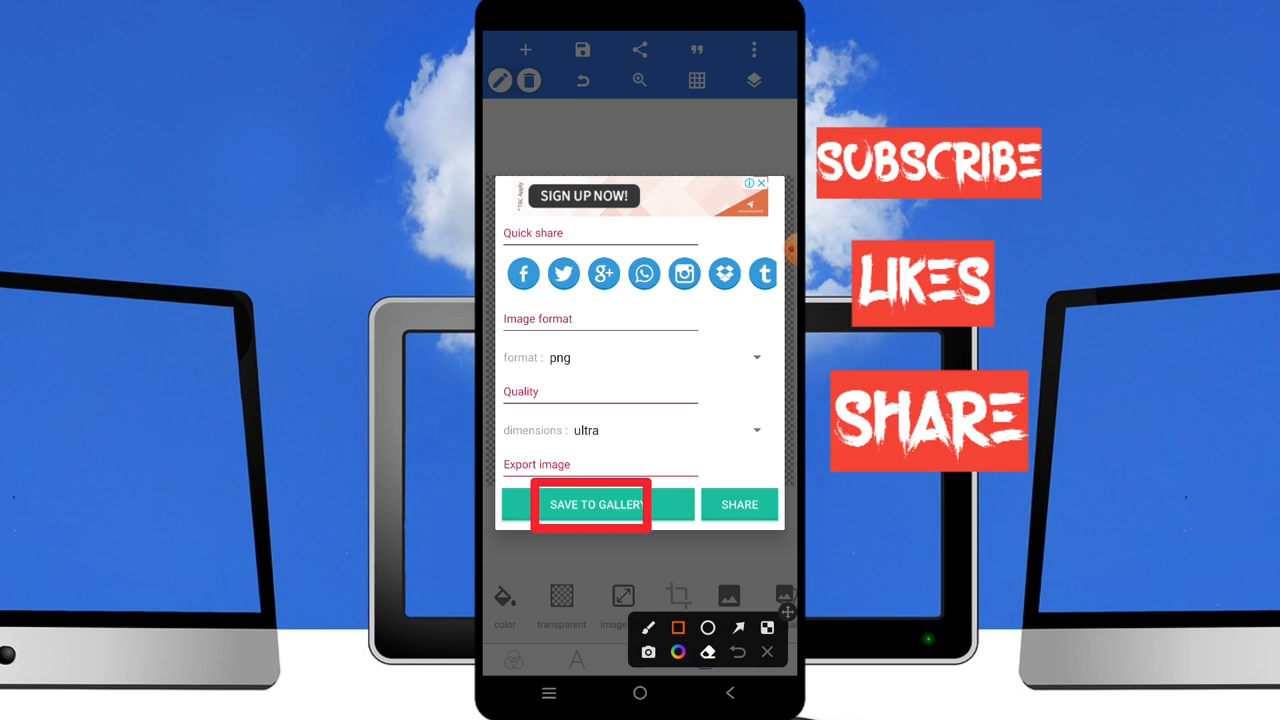 *T&C Apply
SIGN UP NOW!
Quick share
Image format
format : png
Quality
dimensions : ultra
Export image
SAVE TO GALLERY
SHARE
color
transparent
image
SUBSCRIBE
LIKES
SHARE